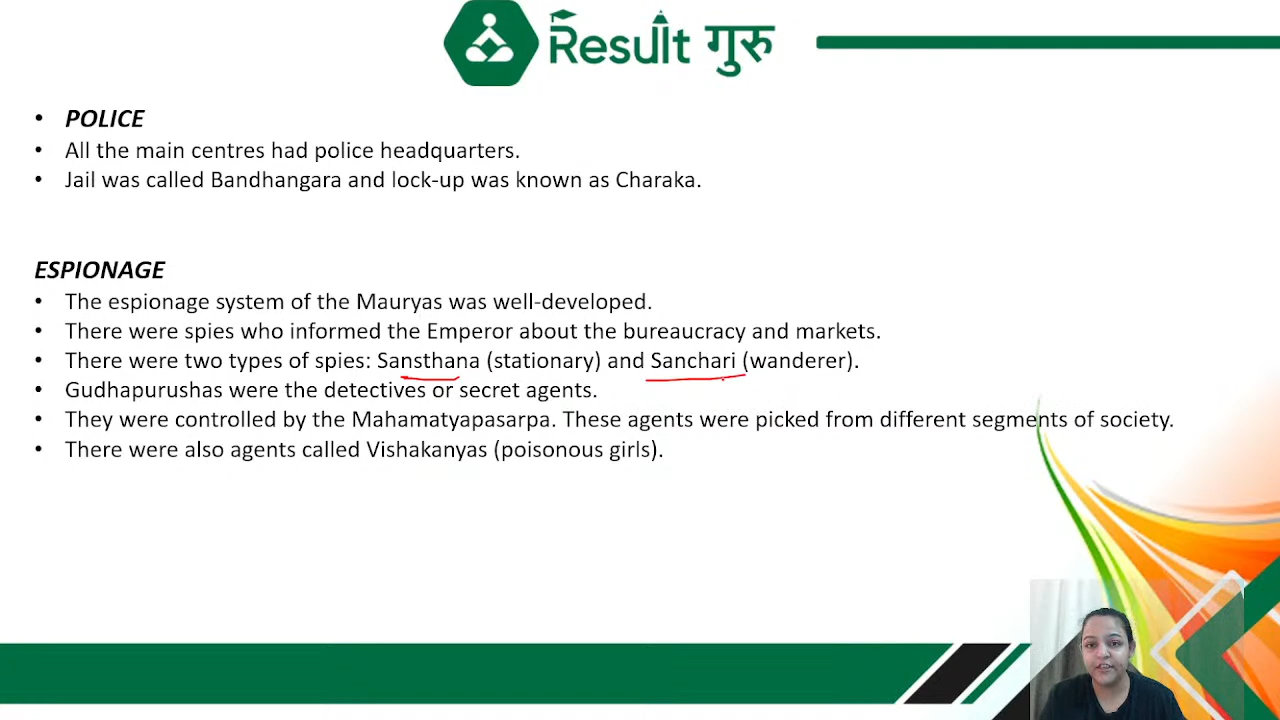 Result गुरु
• POLICE
• All the main centres had police headquarters.
• Jail was called Bandhangara and lock-up was known as Charaka.
ESPIONAGE
• The espionage system of the Mauryas was well-developed.
• There were spies who informed the Emperor about the bureaucracy and markets.
• There were two types of spies: Sansthana (stationary) and Sanchari (wanderer).
• Gudhapurushas were the detectives or secret agents.
• They were controlled by the Mahamatyapasarpa. These agents were picked from different segments of society.
• There were also agents called Vishakanyas (poisonous girls).